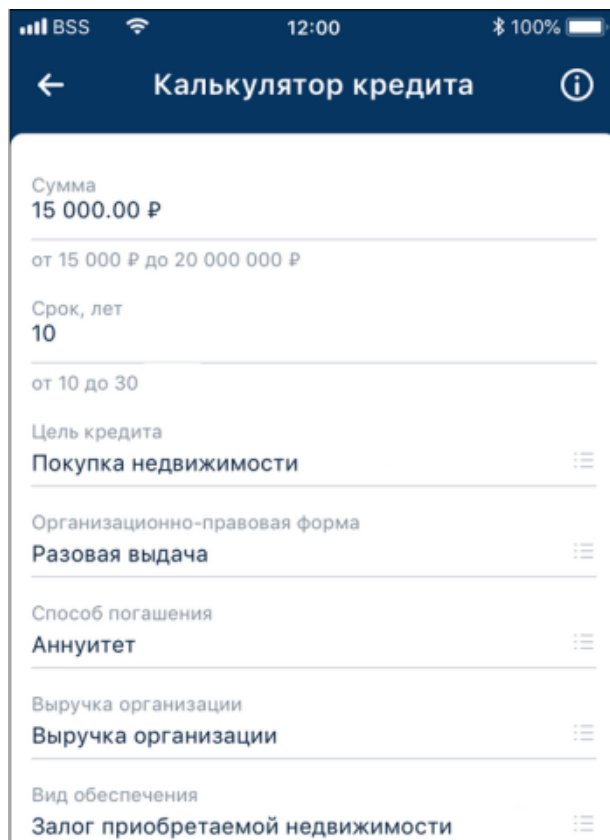 BSS 12:00 100%
Калькулятор кредита
Сумма
15 000.00 ₽
от 15 000 ₽ до 20 000 000 ₽
Срок, лет
10
от 10 до 30
Цель кредита
Покупка недвижимости
Организационно-правовая форма
Разовая выдача
Способ погашения
Аннуитет
Выручка организации
Выручка организации
Вид обеспечения
Залог приобретаемой недвижимости